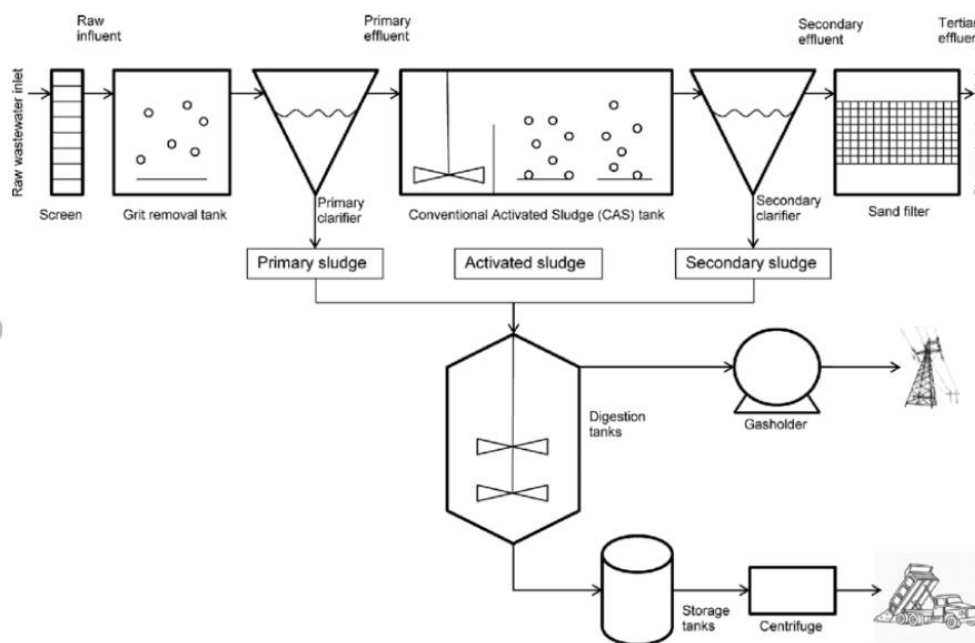 Raw
influent
Primary
effluent
Secondary
effluent
Raw wastewater inlet
Screen
Grit removal tank
Primary
clarifier
Conventional Activated Sludge (CAS) tank
Secondary
clarifier
Sand filter
Primary sludge
Activated sludge
Secondary sludge
Digestion
tanks
Gasholder
Storage
tanks
Centrifuge